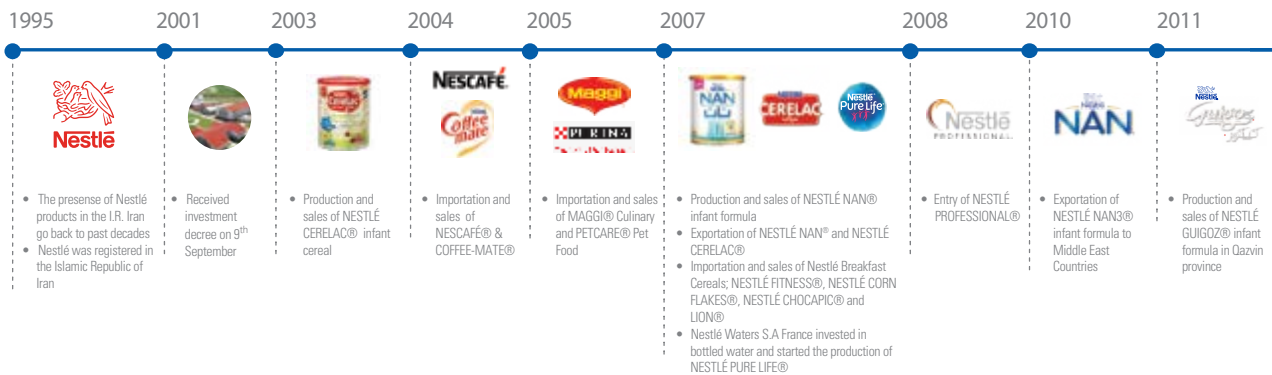 1995
2001
2003
2004
2005
2007
2008
2010
2011
Nestlé
Cerelac
NESCAFÉ
Coffee
mate
Maggi
PURINA
NAN
CERELAC
Nestlé
Pure Life
Nestlé
PROFESSIONAL
NAN
Nestlé
Guigoz
• The presense of Nestlé
products in the I.R. Iran
go back to past decades
• Nestlé was registered in
the Islamic Republic of
Iran
• Received
investment
decree on 9th
September
• Production and
sales of NESTLÉ
CERELAC® infant
cereal
• Importation and
sales of
NESCAFÉ® &
COFFEE-MATE®
• Importation and sales
of MAGGI® Culinary
and PETCARE® Pet
Food
• Production and sales of NESTLÉ NAN®
infant formula
• Exportation of NESTLÉ NAN® and NESTLÉ
CERELAC®
• Importation and sales of Nestlé Breakfast
Cereals; NESTLÉ FITNESS®, NESTLÉ CORN
FLAKES®, NESTLÉ CHOCAPIC® and
LION®
• Nestlé Waters S.A France invested in
bottled water and started the production of
NESTLÉ PURE LIFE®
• Entry of NESTLÉ
PROFESSIONAL®
• Exportation of
NESTLÉ NAN3®
infant formula to
Middle East
Countries
• Production and
sales of NESTLÉ
GUIGOZ® infant
formula in Qazvin
province